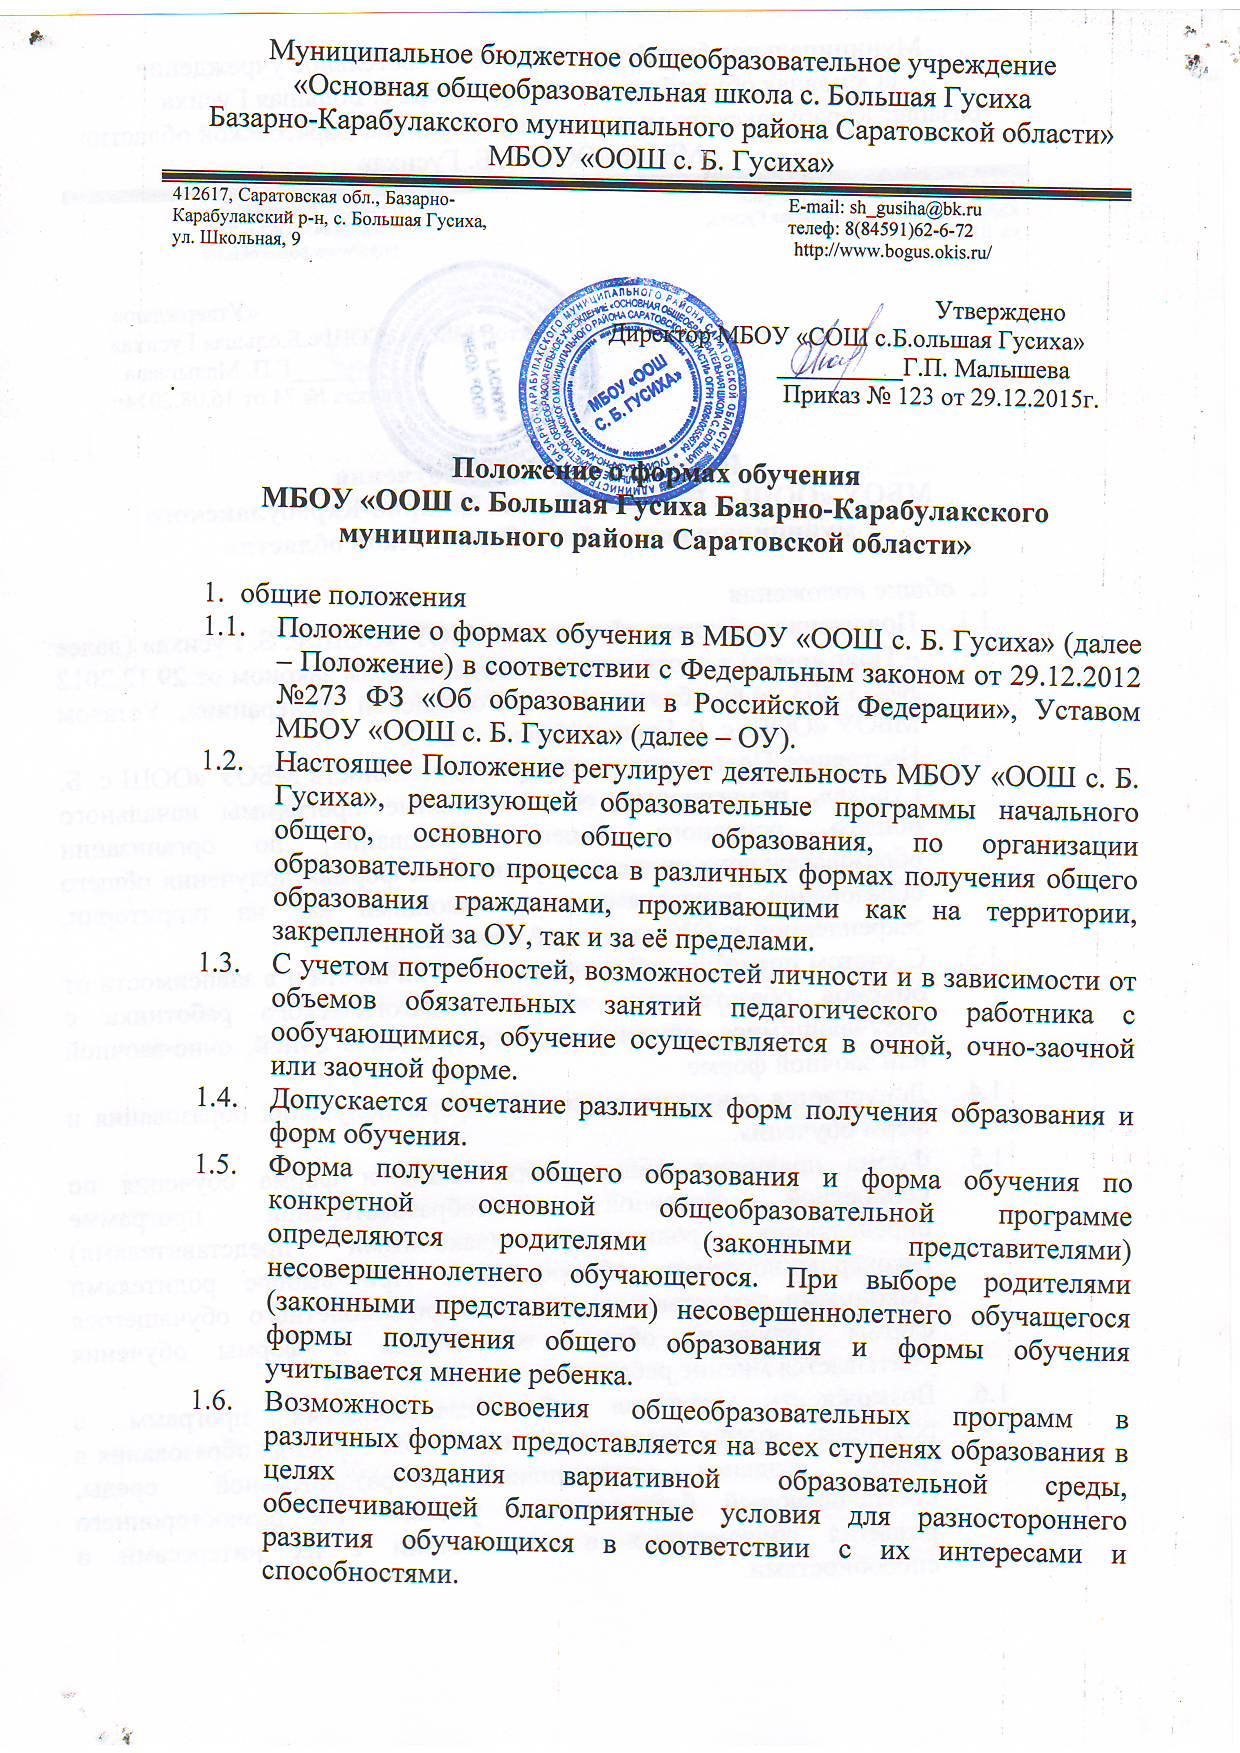 Муниципальное бюджетное общеобразовательное учреждение
«Основная общеобразовательная школа с. Большая Гусиха
Базарно-Карабулакского муниципального района Саратовской области»
МБОУ «ООШ с. Б. Гусиха»
412617, Саратовская обл., Базарно-
Карабулакский р-н, с. Большая Гусиха,
ул. Школьная, 9
E-mail: sh_gusiha@bk.ru
телеф: 8(84591)62-6-72
http://www.bogus.okis.ru/
Утверждено
Директор МБОУ «СОШ с.Б.ольшая Гусиха»
__________Г.П. Малышева
Приказ № 123 от 29.12.2015г.
МБОУ «ООШ
С. Б. ГУСИХА»
Положение о формах обучения
МБОУ «ООШ с. Большая Гусиха Базарно-Карабулакского
муниципального района Саратовской области»
1. общие положения
1.1. Положение о формах обучения в МБОУ «ООШ с. Б. Гусиха» (далее
– Положение) в соответствии с Федеральным законом от 29.12.2012
№273 ФЗ «Об образовании в Российской Федерации», Уставом
МБОУ «ООШ с. Б. Гусиха» (далее – ОУ).
1.2. Настоящее Положение регулирует деятельность МБОУ «ООШ с. Б.
Гусиха», реализующей образовательные программы начального
общего, основного общего образования, по организации
образовательного процесса в различных формах получения общего
образования гражданами, проживающими как на территории,
закрепленной за ОУ, так и за её пределами.
1.3. С учетом потребностей, возможностей личности и в зависимости от
объемов обязательных занятий педагогического работника с
ообучающимися, обучение осуществляется в очной, очно-заочной
или заочной форме.
1.4. Допускается сочетание различных форм получения образования и
форм обучения.
1.5. Форма получения общего образования и форма обучения по
конкретной основной общеобразовательной программе
определяются родителями (законными представителями)
несовершеннолетнего обучающегося. При выборе родителями
(законными представителями) несовершеннолетнего обучащегося
формы получения общего образования и формы обучения
учитывается мнение ребенка.
1.6. Возможность освоения общеобразовательных программ в
различных формах предоставляется на всех ступенях образования в
целях создания вариативной образовательной среды,
обеспечивающей благоприятные условия для разностороннего
развития обучающихся в соответствии с их интересами и
способностями.